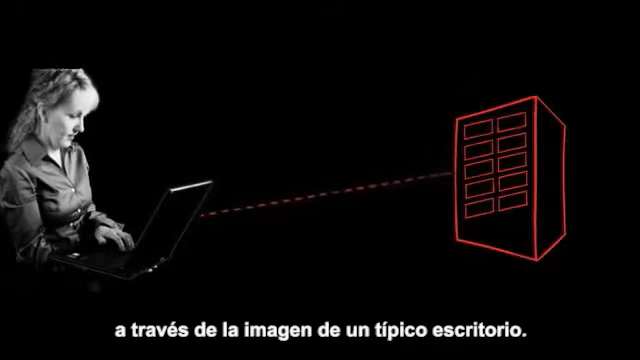 a través de la imagen de un típico escritorio.